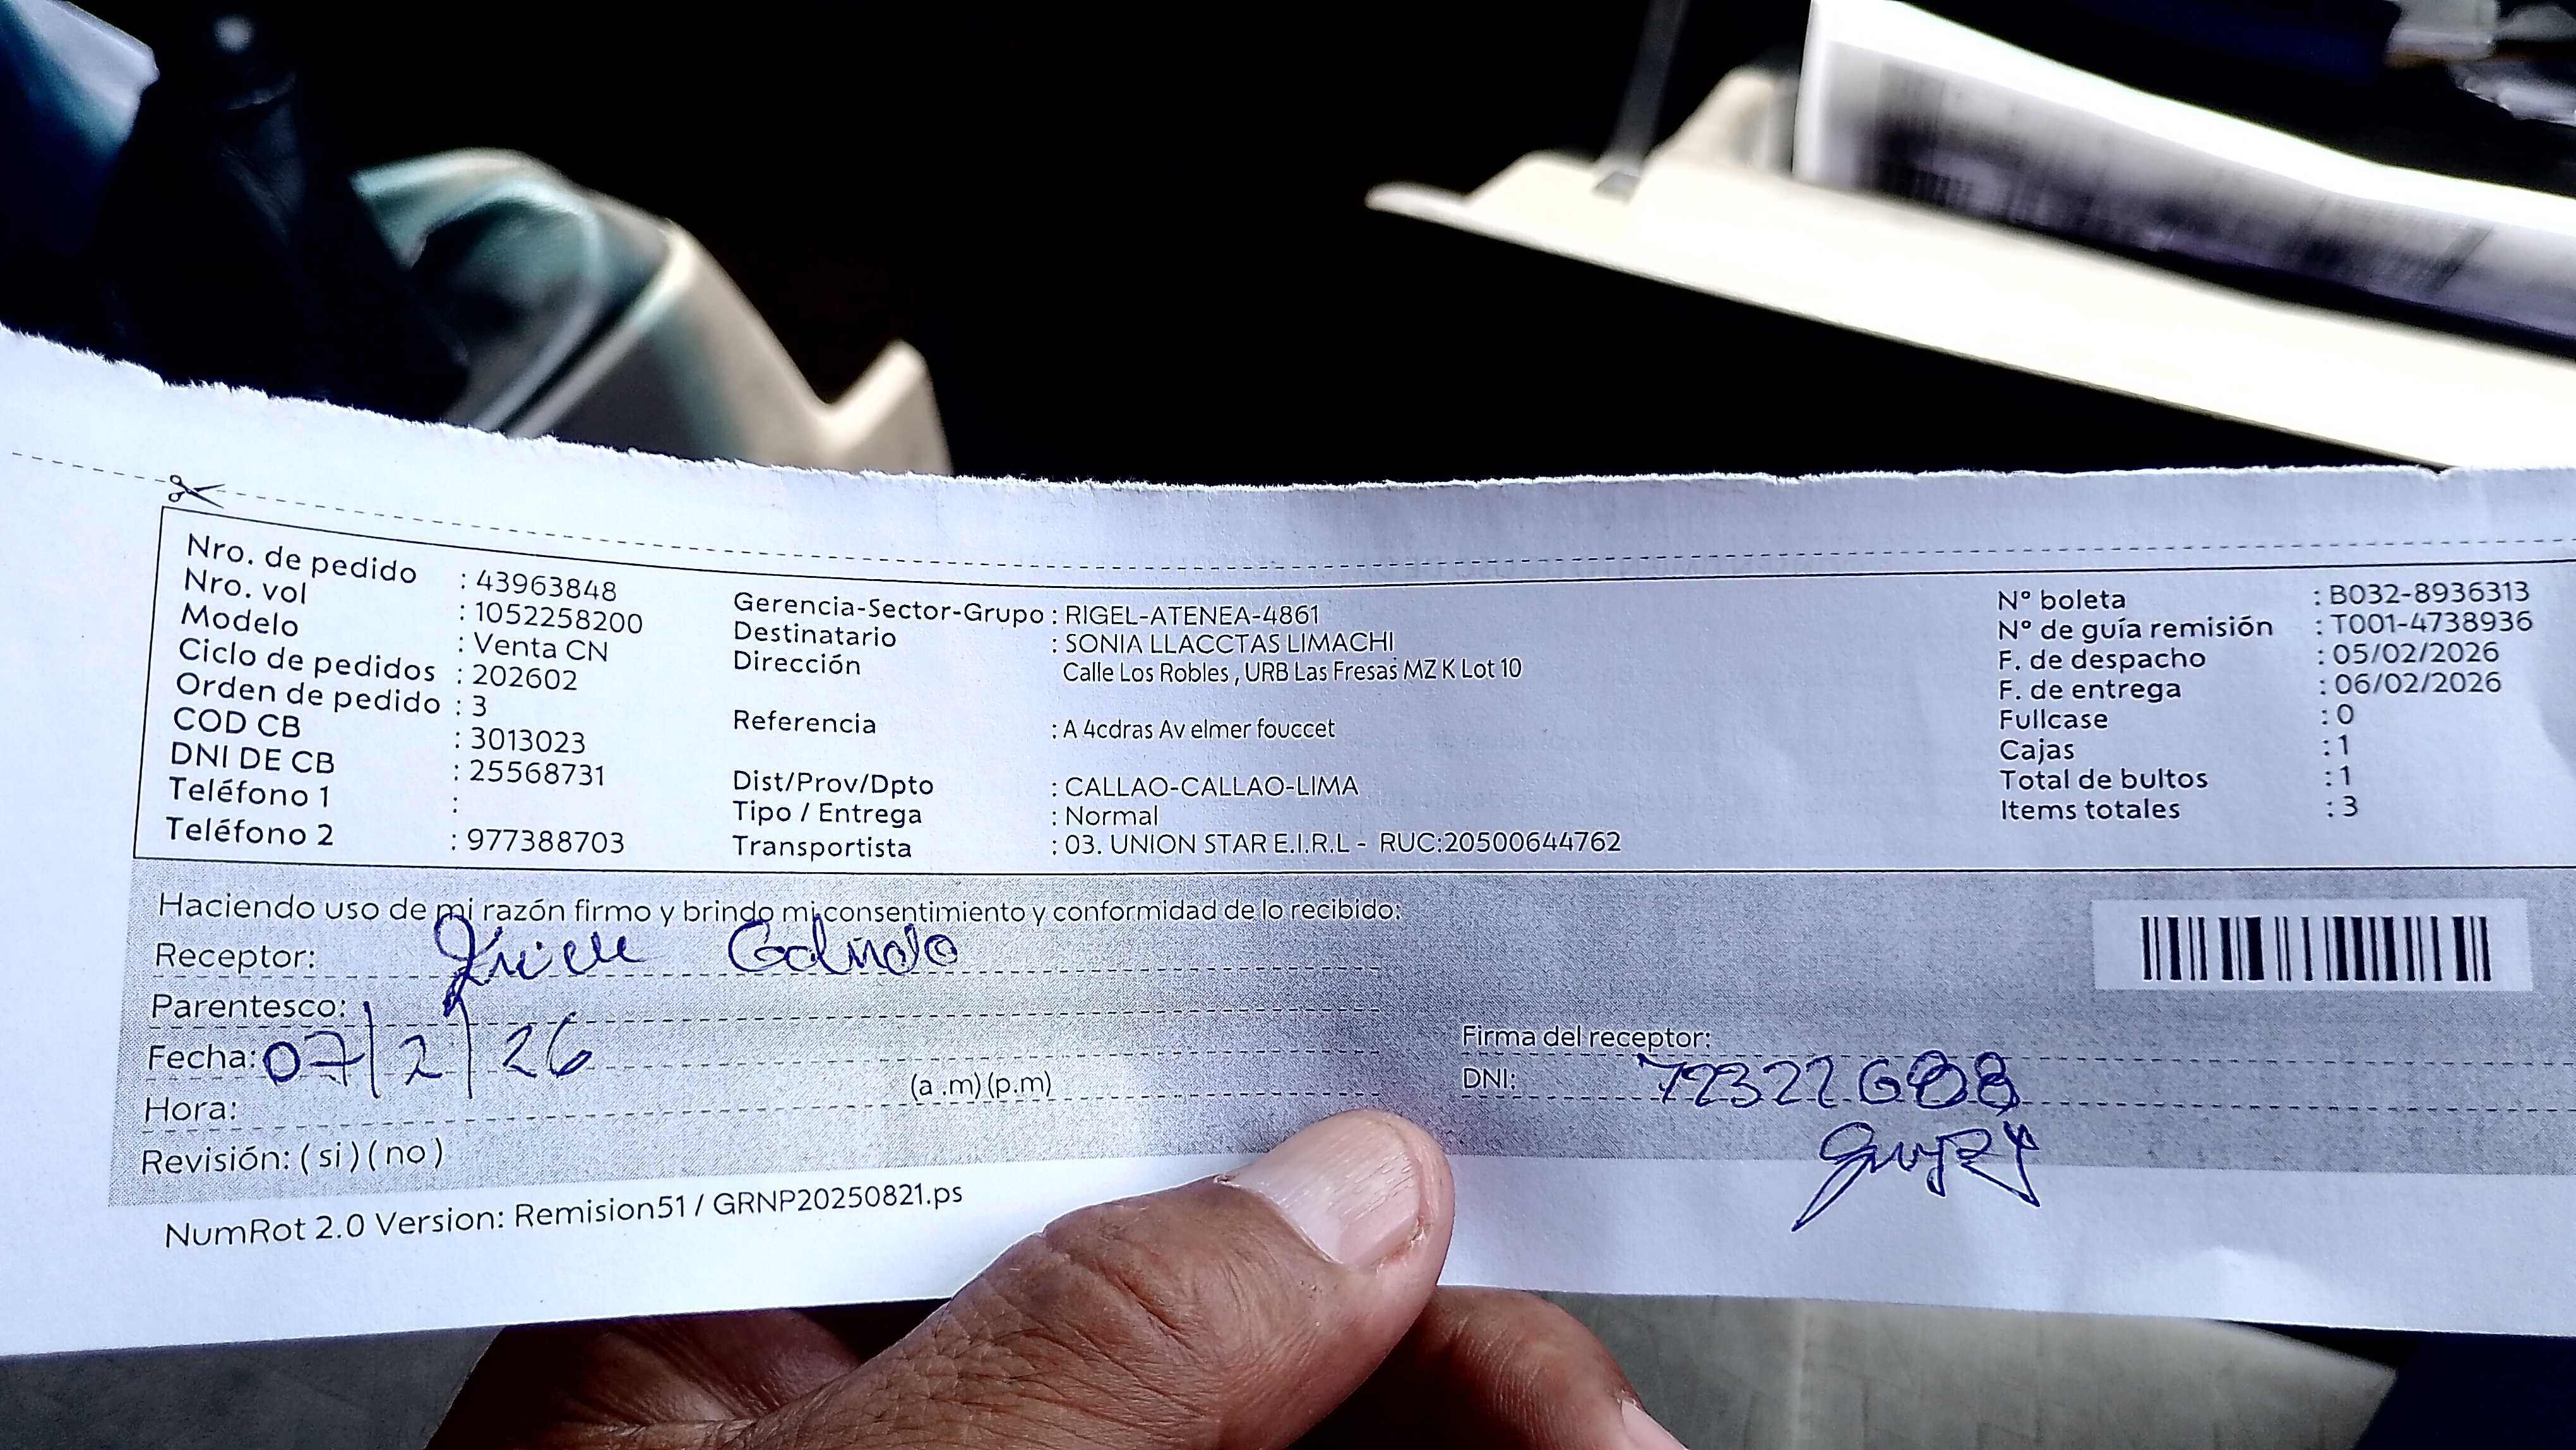 Nro. de pedido : 43963848
Nro. vol : 1052258200
Modelo : Venta CN
Ciclo de pedidos : 202602
Orden de pedido : 3
COD CB : 3013023
DNI DE CB : 25568731
Teléfono 1 :
Teléfono 2 : 977388703
Gerencia-Sector-Grupo : RIGEL-ATENEA-4861
Destinatario : SONIA LLACCTAS LIMACHI
Dirección Calle Los Robles , URB Las Fresas MZ K Lot 10
Referencia : A 4cdras Av elmer fouccet
Dist/Prov/Dpto : CALLAO-CALLAO-LIMA
Tipo / Entrega : Normal
Transportista : 03. UNION STAR E.I.R.L - RUC:20500644762
N° boleta : B032-8936313
N° de guía remisión : T001-4738936
F. de despacho : 05/02/2026
F. de entrega : 06/02/2026
Fullcase : 0
Cajas : 1
Total de bultos : 1
Items totales : 3
Haciendo uso de mi razón firmo y brindo mi consentimiento y conformidad de lo recibido:
Receptor: Galindo
Parentesco:
Fecha: 07/2/26
Hora: (a .m) (p.m)
Revisión: ( si ) ( no )
Firma del receptor:
DNI:
NumRot 2.0 Version: Remision51 / GRNP20250821.ps